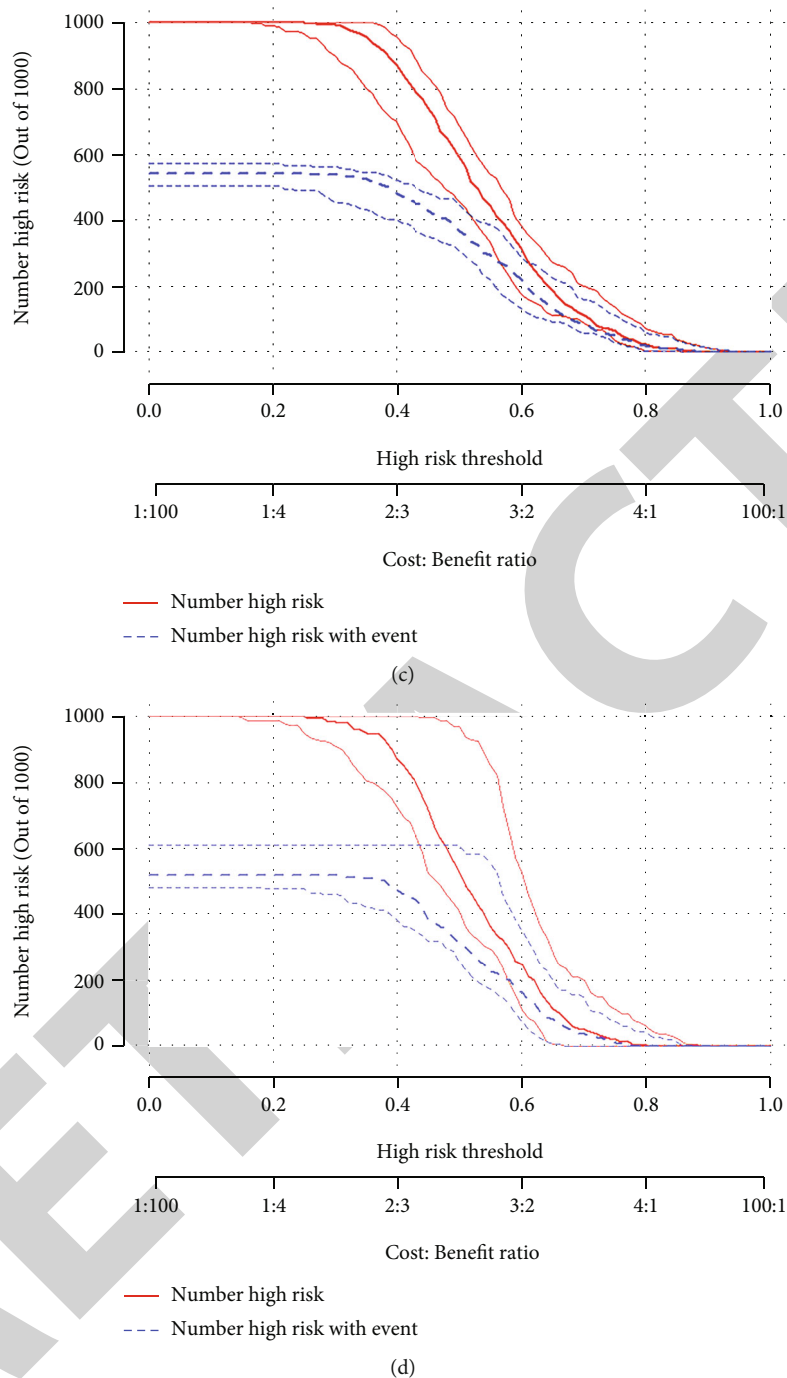 1000
800
600
400
200
0
Number high risk (Out of 1000)
0.0 0.2 0.4 0.6 0.8 1.0
High risk threshold
1:100 1:4 2:3 3:2 4:1 100:1
Cost: Benefit ratio
Number high risk
Number high risk with event
(c)
1000
800
600
400
200
0
Number high risk (Out of 1000)
0.0 0.2 0.4 0.6 0.8 1.0
High risk threshold
1:100 1:4 2:3 3:2 4:1 100:1
Cost: Benefit ratio
Number high risk
Number high risk with event
(d)